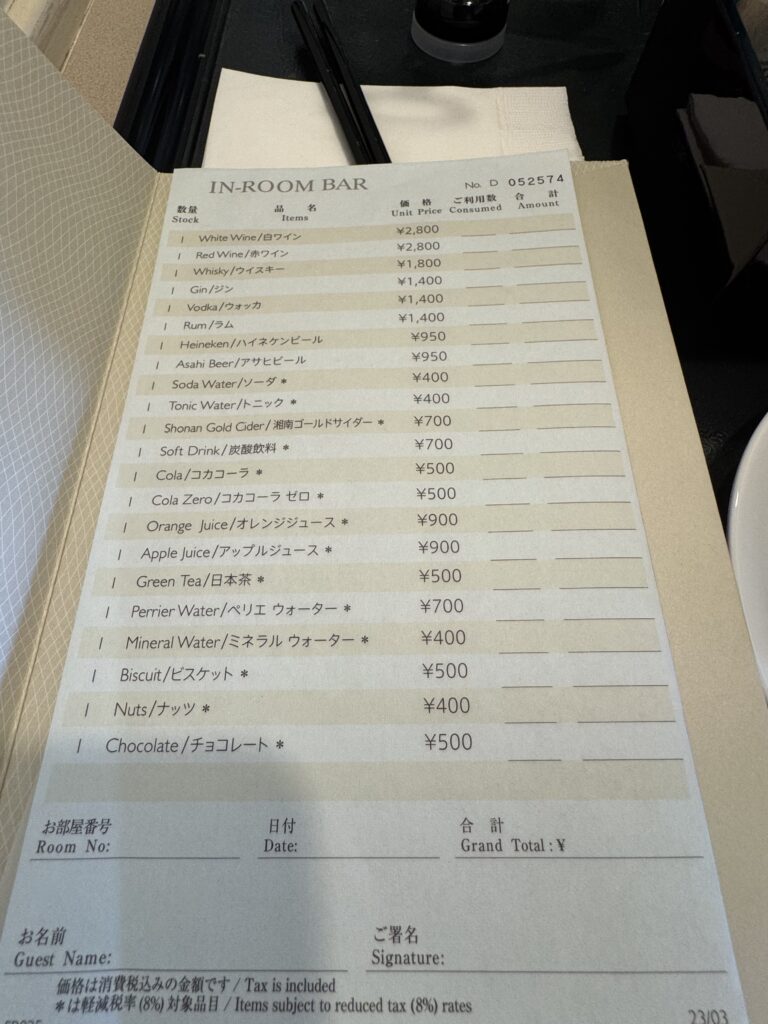 IN-ROOM BAR No. D 052574
数量 品 名 価 格 ご利用数 合 計
Stock Items Unit Price Consumed Amount
1 White Wine/白ワイン ¥2,800
1 Red Wine/赤ワイン ¥2,800
1 Whisky/ウイスキー ¥1,800
1 Gin/ジン ¥1,400
1 Vodka/ウォッカ ¥1,400
1 Rum/ラム ¥1,400
1 Heineken/ハイネケンビール ¥950
1 Asahi Beer/アサヒビール ¥950
1 Soda Water/ソーダ * ¥400
1 Tonic Water/トニック * ¥400
1 Shonan Gold Cider/湘南ゴールドサイダー * ¥700
1 Soft Drink/炭酸飲料 * ¥700
1 Cola/コカコーラ * ¥500
1 Cola Zero/コカコーラ ゼロ * ¥500
1 Orange Juice/オレンジジュース * ¥900
1 Apple Juice/アップルジュース * ¥900
1 Green Tea/日本茶 * ¥500
1 Perrier Water/ペリエ ウォーター * ¥700
1 Mineral Water/ミネラル ウォーター * ¥400
1 Biscuit/ビスケット * ¥500
1 Nuts/ナッツ * ¥400
1 Chocolate/チョコレート * ¥500
お部屋番号 日付 合 計
Room No: Date: Grand Total:¥
お名前 ご署名
Guest Name: Signature:
価格は消費税込みの金額です / Tax is included
*は軽減税率(8%)対象品目 / Items subject to reduced tax (8%) rates
23/03